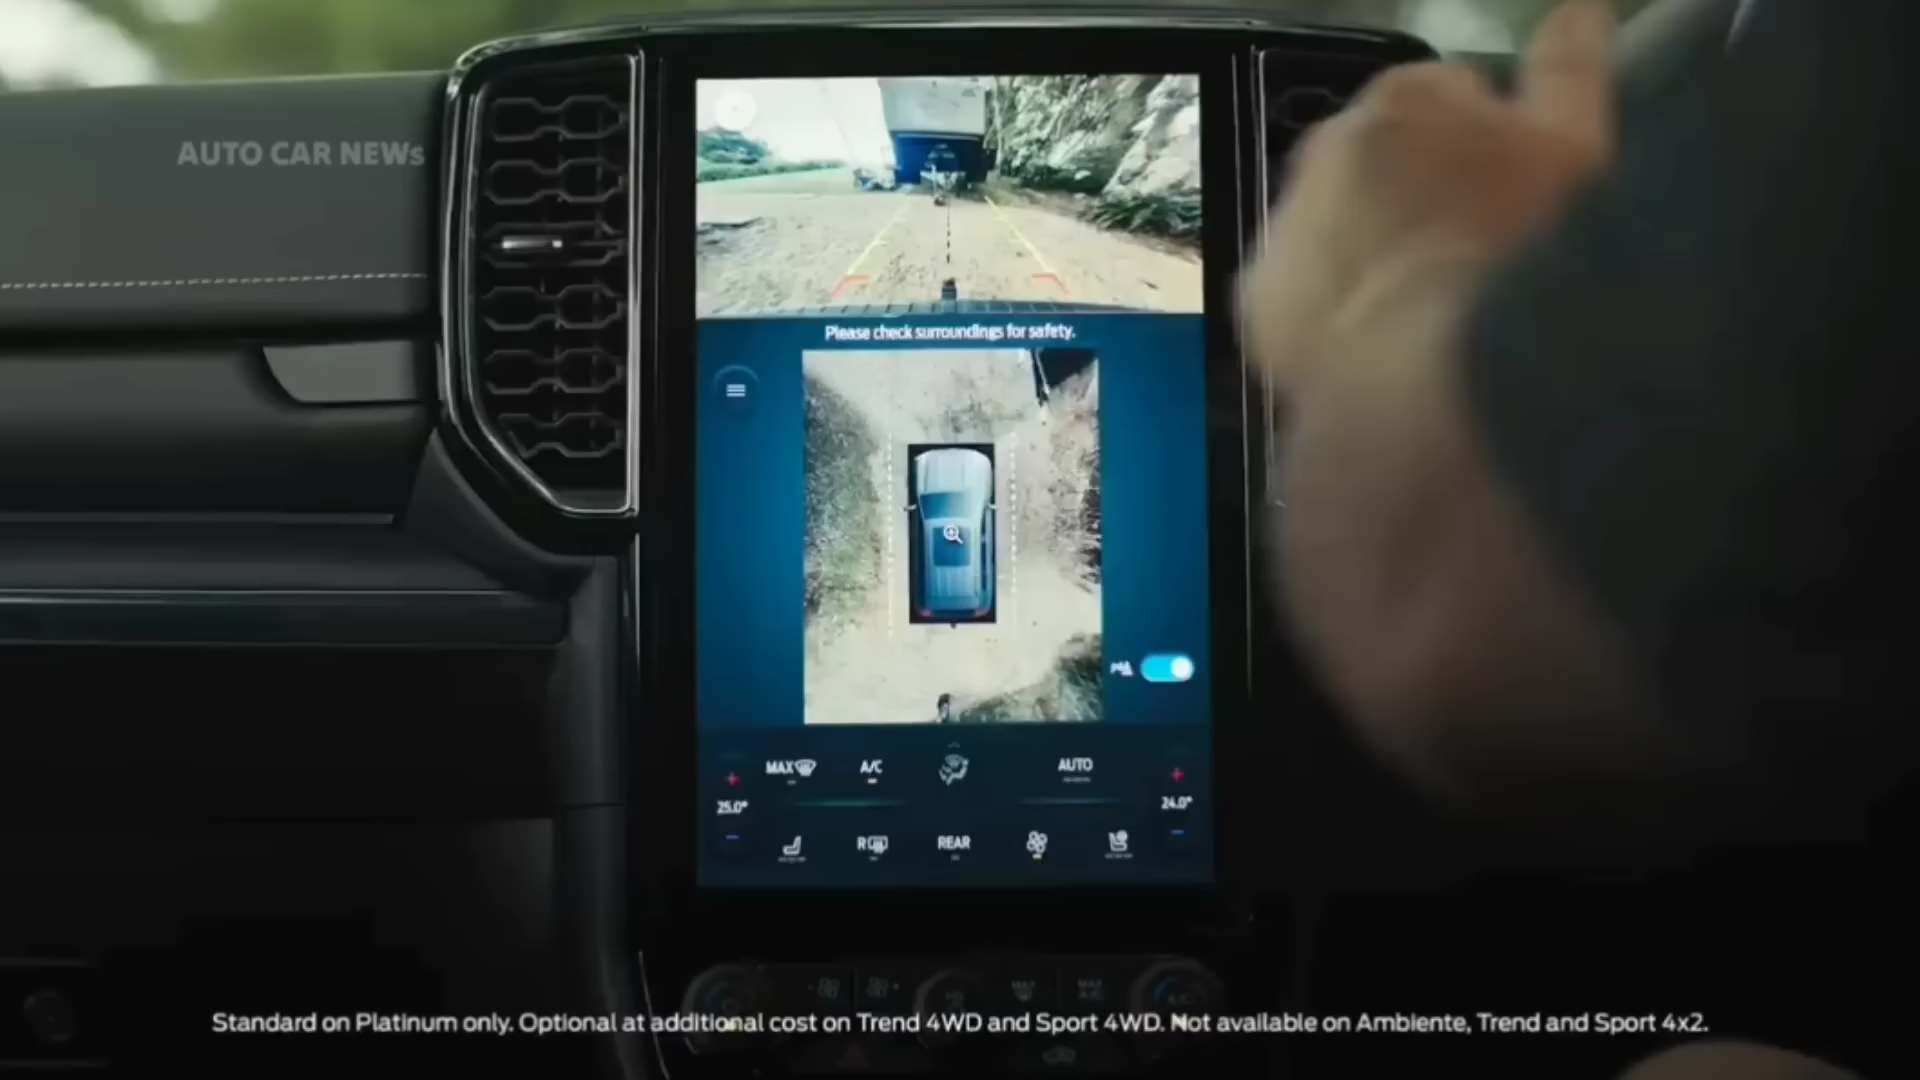 AUTO CAR NEWs
Please check surroundings for safety.
MAX
A/C
AUTO
25.0°
24.0°
R
REAR
Standard on Platinum only. Optional at additional cost on Trend 4WD and Sport 4WD. Not available on Ambiente, Trend and Sport 4x2.